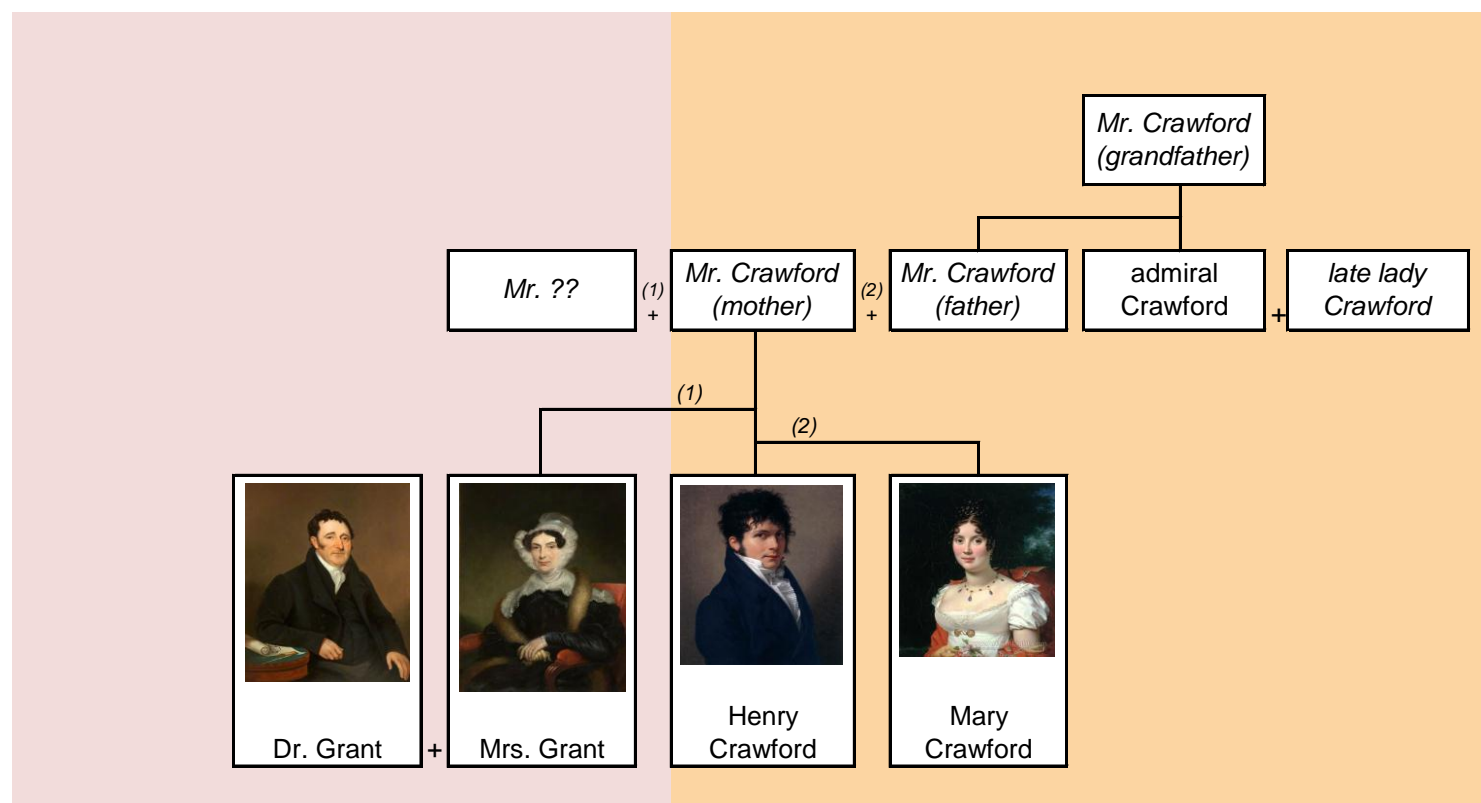 Mr. Crawford
(grandfather)
Mr. ??
(1)
+
Mr. Crawford
(mother)
(2)
+
Mr. Crawford
(father)
admiral
Crawford
+
late lady
Crawford
(1)
(2)
Dr. Grant
+
Mrs. Grant
Henry
Crawford
Mary
Crawford